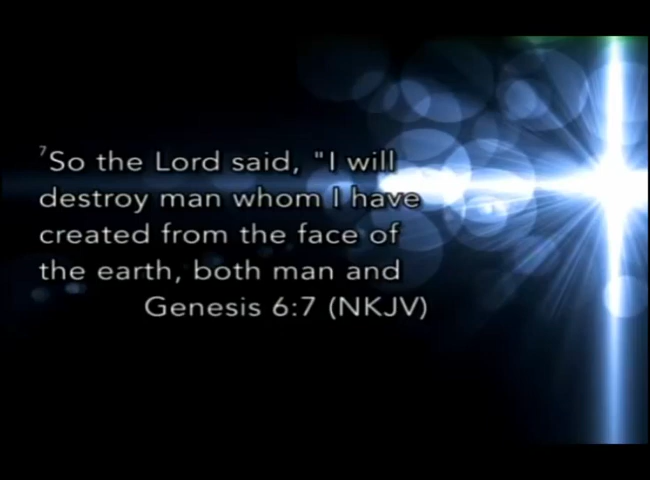 ⁷So the Lord said, "I will
destroy man whom I have
created from the face of
the earth, both man and
Genesis 6:7 (NKJV)